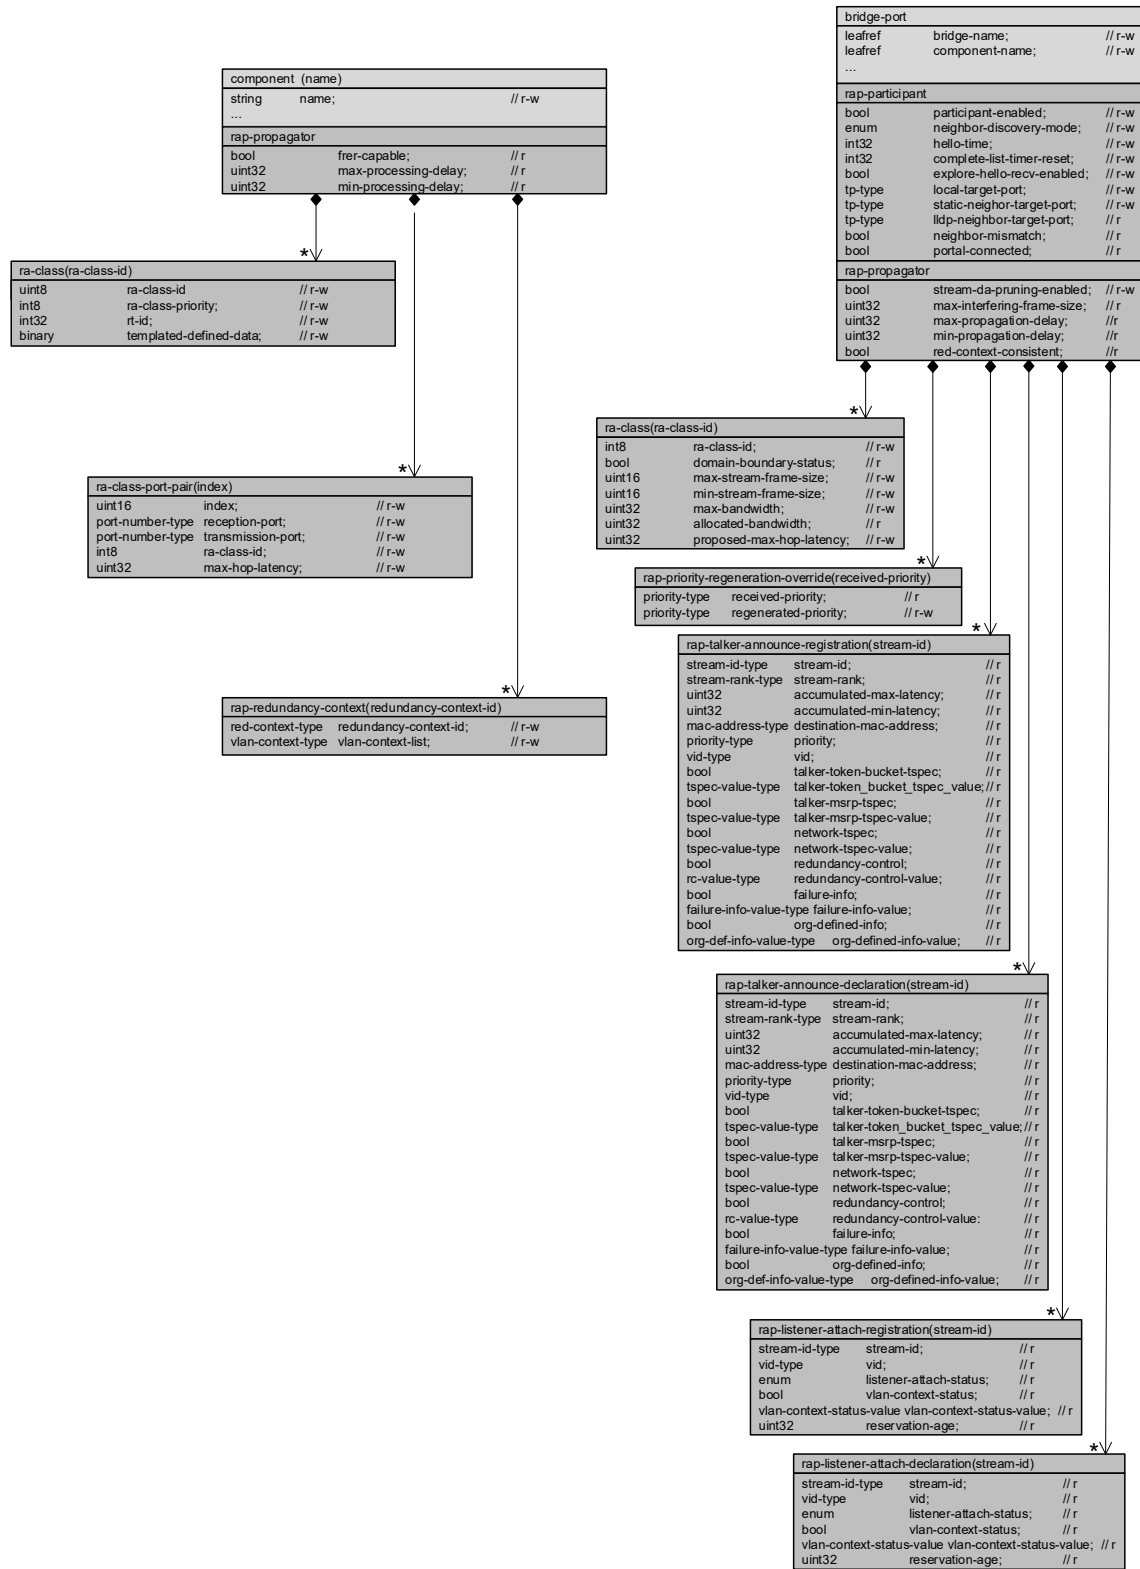 component (name)
string name; // r-w
...
rap-propagator
bool frer-capable; // r
uint32 max-processing-delay; // r
uint32 min-processing-delay; // r
*
ra-class(ra-class-id)
uint8 ra-class-id // r-w
int8 ra-class-priority; // r-w
int32 rt-id; // r-w
binary templated-defined-data; // r-w
*
ra-class-port-pair(index)
uint16 index; // r-w
port-number-type reception-port; // r-w
port-number-type transmission-port; // r-w
int8 ra-class-id; // r-w
uint32 max-hop-latency; // r-w
*
rap-redundancy-context(redundancy-context-id)
red-context-type redundancy-context-id; // r-w
vlan-context-type vlan-context-list; // r-w
bridge-port
leafref bridge-name; // r-w
leafref component-name; // r-w
...
rap-participant
bool participant-enabled; // r-w
enum neighbor-discovery-mode; // r-w
int32 hello-time; // r-w
int32 complete-list-timer-reset; // r-w
bool explore-hello-recv-enabled; // r-w
tp-type local-target-port; // r-w
tp-type static-neighor-target-port; // r-w
tp-type lldp-neighbor-target-port; // r
bool neighbor-mismatch; // r
bool portal-connected; // r
rap-propagator
bool stream-da-pruning-enabled; // r-w
uint32 max-interfering-frame-size; // r
uint32 max-propagation-delay; //r
uint32 min-propagation-delay; //r
bool red-context-consistent; //r
*
ra-class(ra-class-id)
int8 ra-class-id; // r-w
bool domain-boundary-status; // r
uint16 max-stream-frame-size; // r-w
uint16 min-stream-frame-size; // r-w
uint32 max-bandwidth; // r-w
uint32 allocated-bandwidth; // r
uint32 proposed-max-hop-latency; // r-w
*
rap-priority-regeneration-override(received-priority)
priority-type received-priority; // r
priority-type regenerated-priority; // r-w
*
rap-talker-announce-registration(stream-id)
stream-id-type stream-id; // r
stream-rank-type stream-rank; // r
uint32 accumulated-max-latency; // r
uint32 accumulated-min-latency; // r
mac-address-type destination-mac-address; // r
priority-type priority; // r
vid-type vid; // r
bool talker-token-bucket-tspec; // r
tspec-value-type talker-token_bucket_tspec_value; // r
bool talker-msrp-tspec; // r
tspec-value-type talker-msrp-tspec-value; // r
bool network-tspec; // r
tspec-value-type network-tspec-value; // r
bool redundancy-control; // r
rc-value-type redundancy-control-value; // r
bool failure-info; // r
failure-info-value-type failure-info-value; // r
bool org-defined-info; // r
org-def-info-value-type org-defined-info-value; // r
*
rap-talker-announce-declaration(stream-id)
stream-id-type stream-id; // r
stream-rank-type stream-rank; // r
uint32 accumulated-max-latency; // r
uint32 accumulated-min-latency; // r
mac-address-type destination-mac-address; // r
priority-type priority; // r
vid-type vid; // r
bool talker-token-bucket-tspec; // r
tspec-value-type talker-token_bucket_tspec_value; // r
bool talker-msrp-tspec; // r
tspec-value-type talker-msrp-tspec-value; // r
bool network-tspec; // r
tspec-value-type network-tspec-value; // r
bool redundancy-control; // r
rc-value-type redundancy-control-value: // r
bool failure-info; // r
failure-info-value-type failure-info-value; // r
bool org-defined-info; // r
org-def-info-value-type org-defined-info-value; // r
*
rap-listener-attach-registration(stream-id)
stream-id-type stream-id; // r
vid-type vid; // r
enum listener-attach-status; // r
bool vlan-context-status; // r
vlan-context-status-value vlan-context-status-value; // r
uint32 reservation-age; // r
*
rap-listener-attach-declaration(stream-id)
stream-id-type stream-id; // r
vid-type vid; // r
enum listener-attach-status; // r
bool vlan-context-status; // r
vlan-context-status-value vlan-context-status-value; // r
uint32 reservation-age; // r